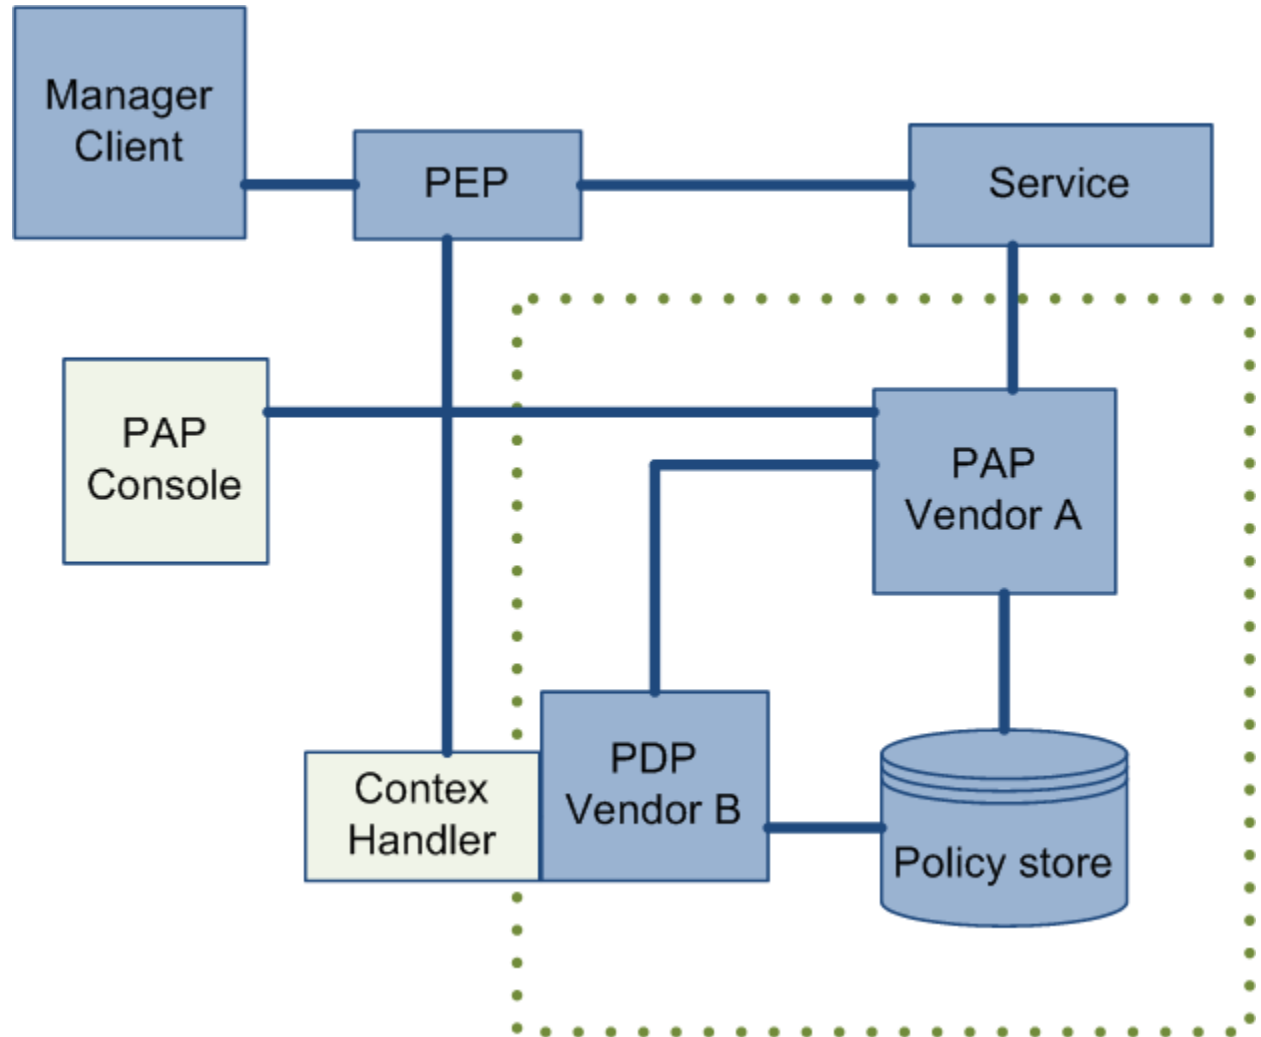 Manager
Client
PEP
Service
PAP
Console
PAP
Vendor A
PDP
Vendor B
Contex
Handler
Policy store